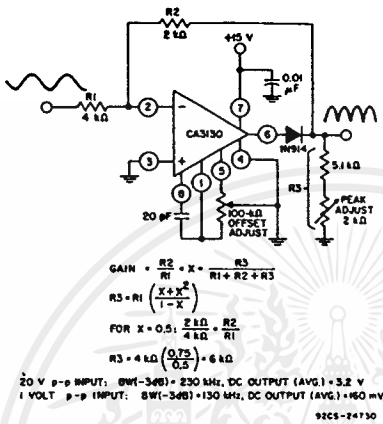 R2
2 kΩ
+15 V
0.01
µF
R1
4 kΩ
2
−
7
CA3130
6
1N914
3
+
8
1
5
4
5.1 kΩ
R3
PEAK
ADJUST
2 kΩ
20 pF
100-kΩ
OFFSET
ADJUST
GAIN = R2/R1 = X = R3/(R1 + R2 + R3)
R3 = R1 ((X + X²)/(1 − X))
FOR X = 0.5: 2 kΩ/4 kΩ = R2/R1
R3 = 4 kΩ (0.75/0.5) = 6 kΩ
20 V p-p INPUT: BW(-3dB) = 230 kHz, DC OUTPUT (AVG.) = 3.2 V
1 VOLT p-p INPUT: BW(-3dB) = 130 kHz, DC OUTPUT (AVG.) = 160 mV
92CS-24730